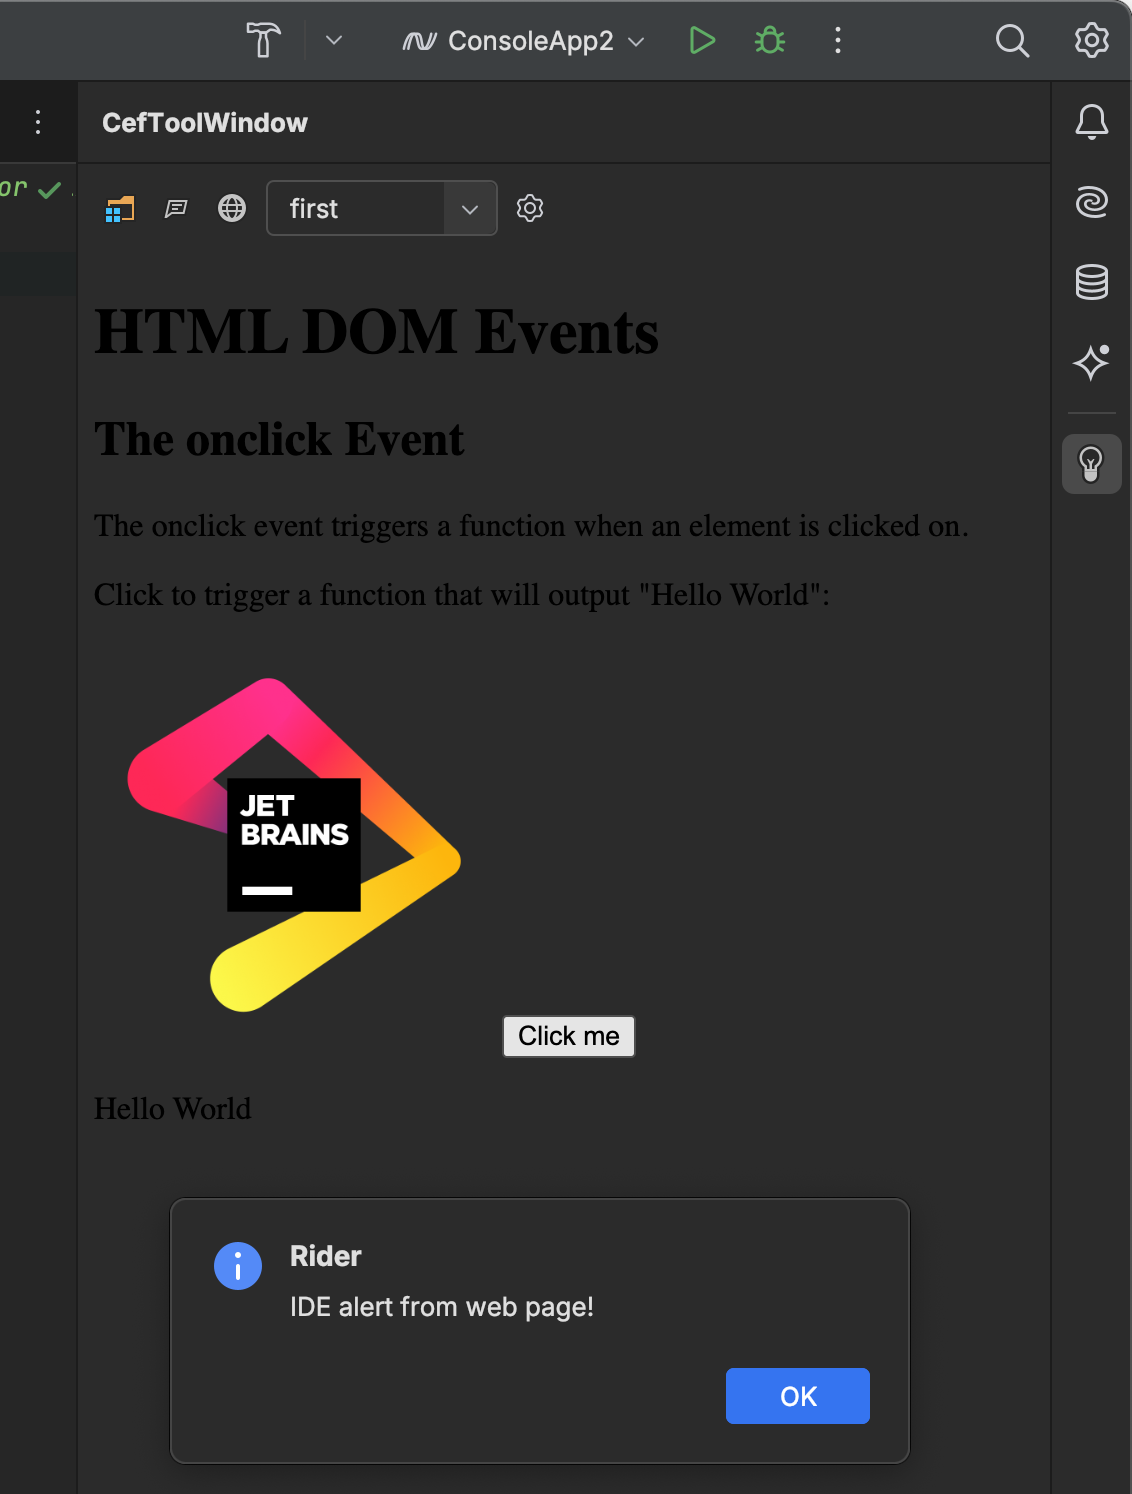 ConsoleApp2
CefToolWindow
or
first
HTML DOM Events
The onclick Event
The onclick event triggers a function when an element is clicked on.
Click to trigger a function that will output "Hello World":
JET
BRAINS
Click me
Hello World
Rider
IDE alert from web page!
OK